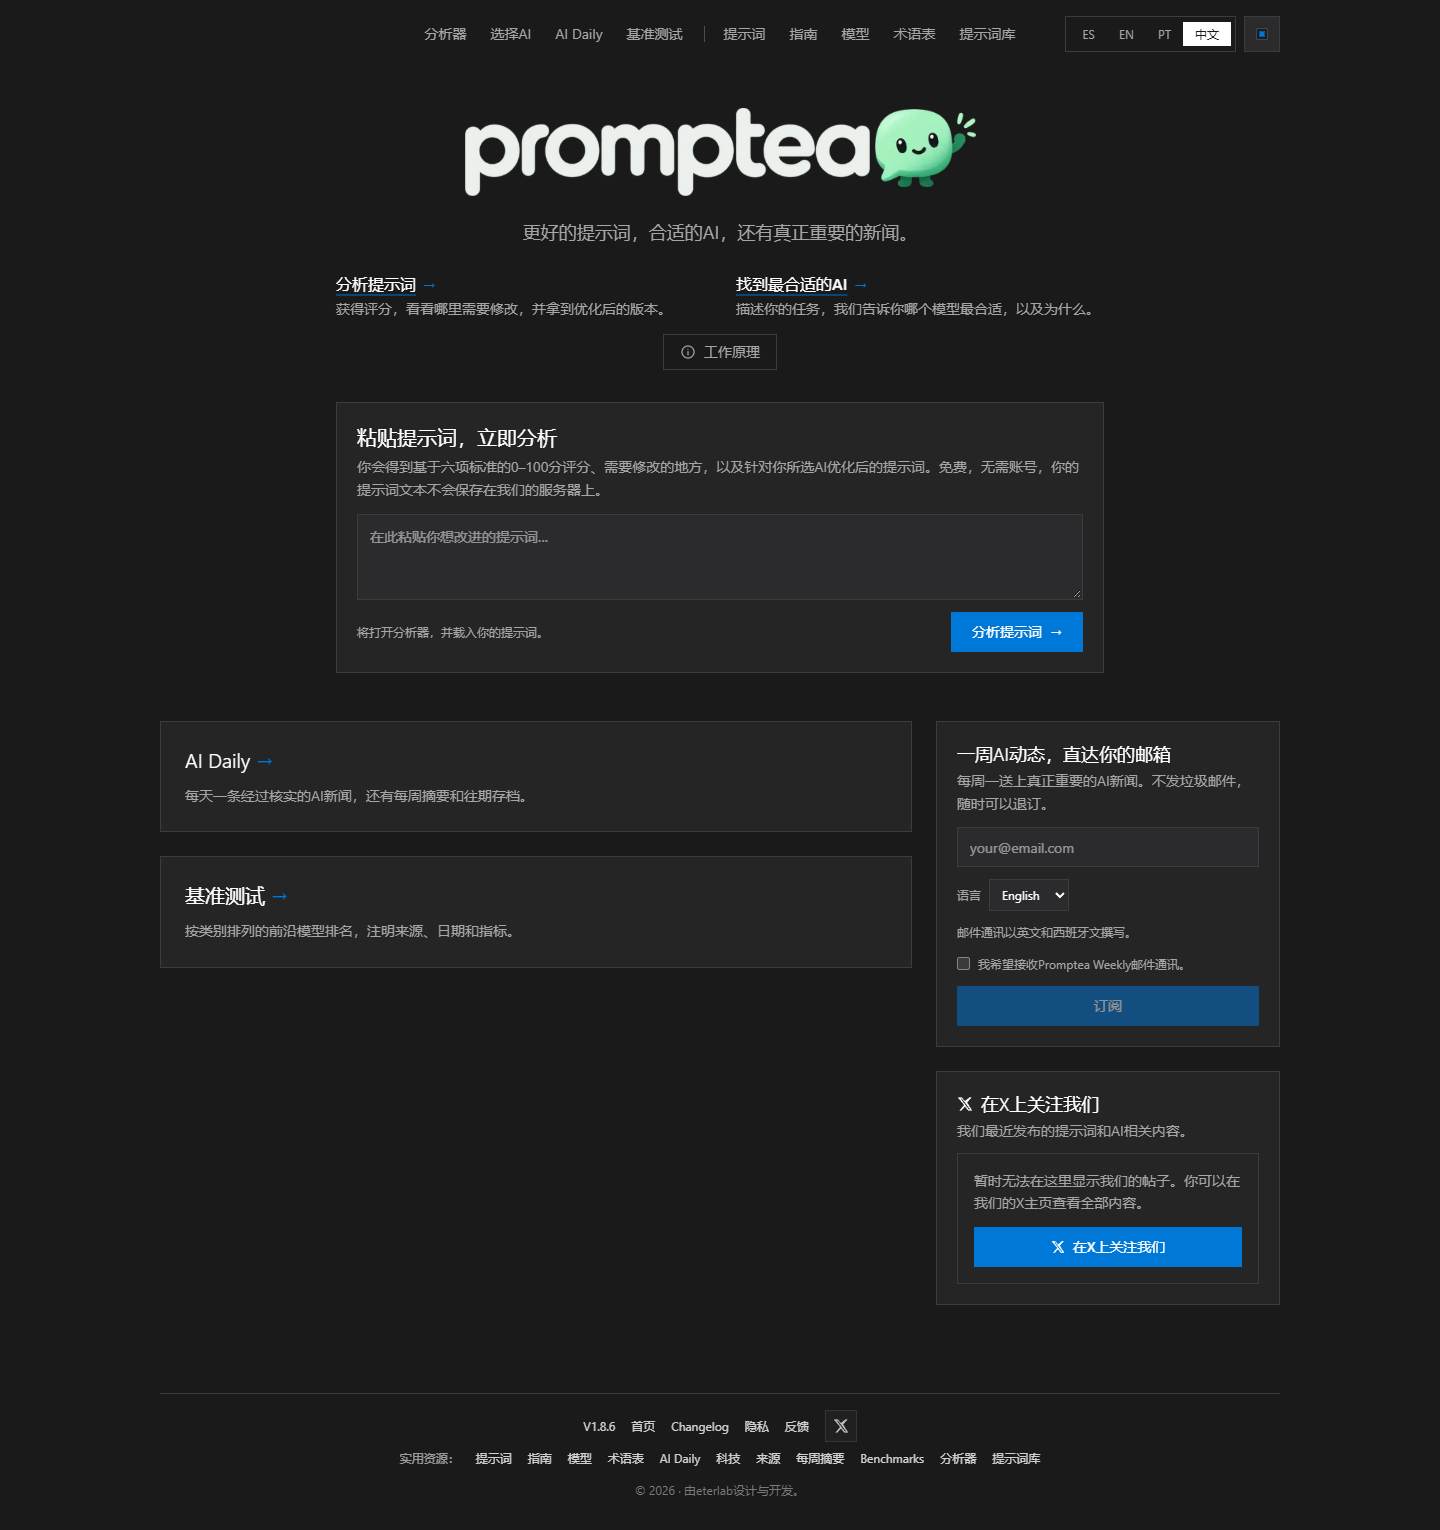 分析器 选择AI AI Daily 基准测试 提示词 指南 模型 术语表 提示词库 ES EN PT 中文
promptea
更好的提示词，合适的AI，还有真正重要的新闻。
分析提示词 →
获得评分，看看哪里需要修改，并拿到优化后的版本。
找到最合适的AI →
描述你的任务，我们告诉你哪个模型最合适，以及为什么。
工作原理
粘贴提示词，立即分析
你会得到基于六项标准的0–100分评分、需要修改的地方，以及针对你所选AI优化后的提示词。免费，无需账号，你的
提示词文本不会保存在我们的服务器上。
在此粘贴你想改进的提示词...
将打开分析器，并载入你的提示词。
分析提示词 →
AI Daily →
每天一条经过核实的AI新闻，还有每周摘要和往期存档。
基准测试 →
按类别排列的前沿模型排名，注明来源、日期和指标。
一周AI动态，直达你的邮箱
每周一送上真正重要的AI新闻。不发垃圾邮件，
随时可以退订。
your@email.com
语言 English
邮件通讯以英文和西班牙文撰写。
我希望接收Promptea Weekly邮件通讯。
订阅
在X上关注我们
我们最近发布的提示词和AI相关内容。
暂时无法在这里显示我们的帖子。你可以在
我们的X主页查看全部内容。
在X上关注我们
V1.8.6 首页 Changelog 隐私 反馈
实用资源： 提示词 指南 模型 术语表 AI Daily 科技 来源 每周摘要 Benchmarks 分析器 提示词库
© 2026 · 由eterlab设计与开发。